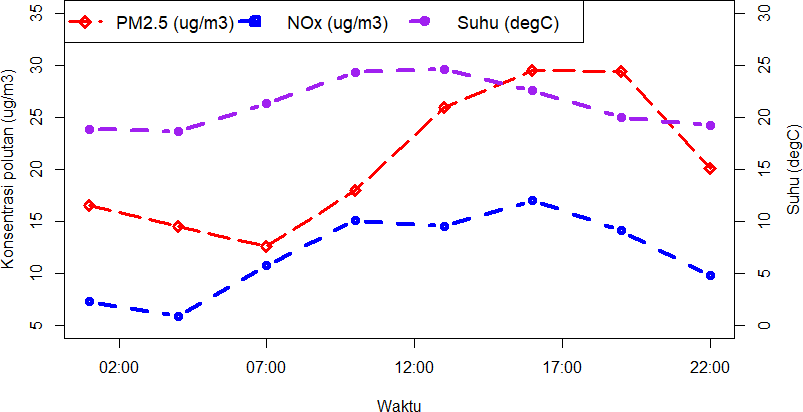 PM2.5 (ug/m3) NOx (ug/m3) Suhu (degC)
Konsentrasi polutan (ug/m3)
35
30
25
20
15
10
5
30
25
20
15
10
5
0
Suhu (degC)
02:00 07:00 12:00 17:00 22:00
Waktu